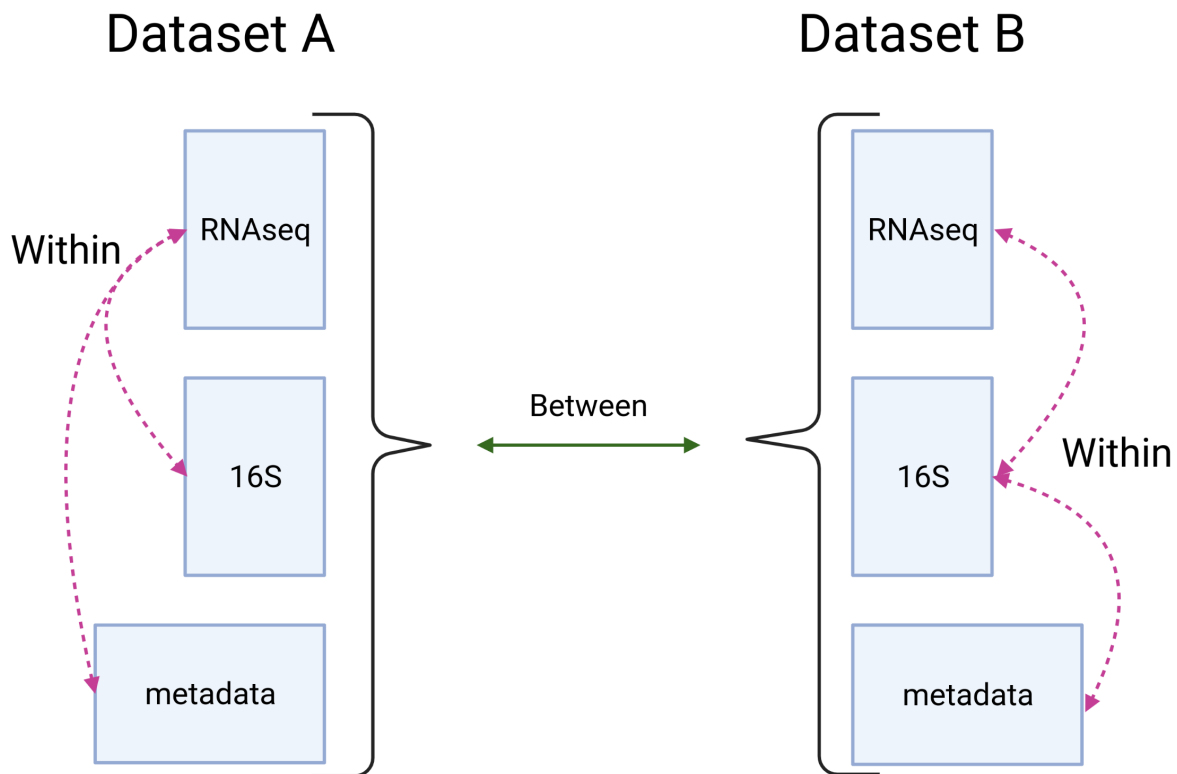 Dataset A
Dataset B
RNAseq
RNAseq
Within
Between
16S
16S
Within
metadata
metadata